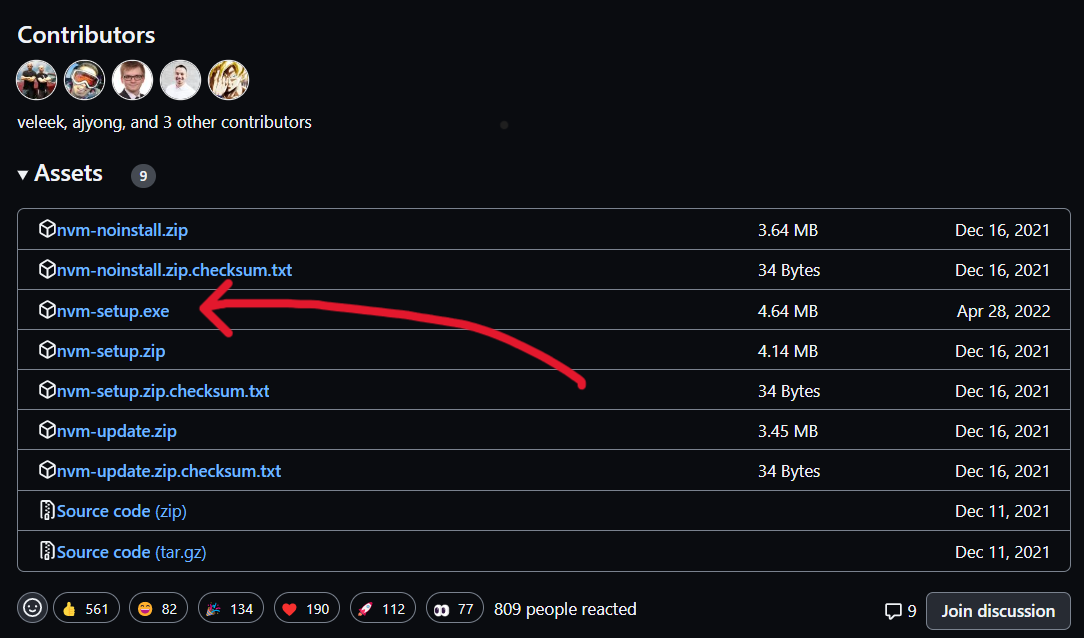 Contributors
veleek, ajyong, and 3 other contributors
Assets 9
nvm-noinstall.zip 3.64 MB Dec 16, 2021
nvm-noinstall.zip.checksum.txt 34 Bytes Dec 16, 2021
nvm-setup.exe 4.64 MB Apr 28, 2022
nvm-setup.zip 4.14 MB Dec 16, 2021
nvm-setup.zip.checksum.txt 34 Bytes Dec 16, 2021
nvm-update.zip 3.45 MB Dec 16, 2021
nvm-update.zip.checksum.txt 34 Bytes Dec 16, 2021
Source code (zip) Dec 11, 2021
Source code (tar.gz) Dec 11, 2021
561 82 134 190 112 77 809 people reacted 9 Join discussion